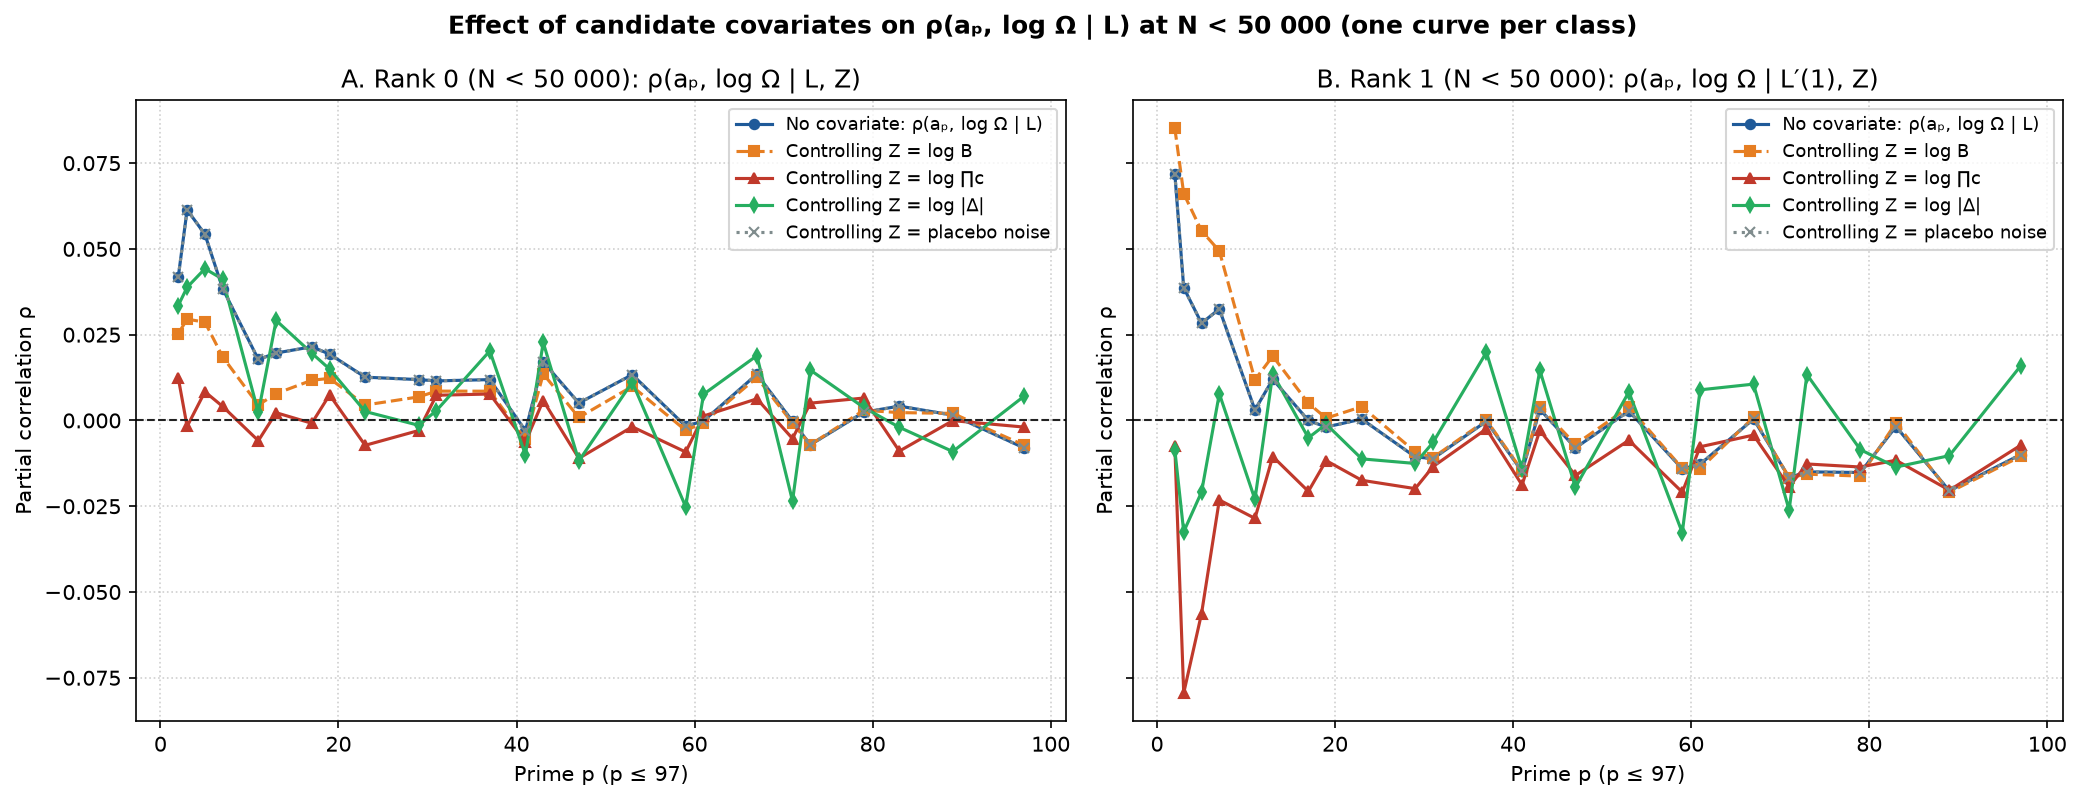 Effect of candidate covariates on ρ(aₚ, log Ω | L) at N < 50 000 (one curve per class)
A. Rank 0 (N < 50 000): ρ(aₚ, log Ω | L, Z)
Partial correlation ρ
0.075
0.050
0.025
0.000
−0.025
−0.050
−0.075
No covariate: ρ(aₚ, log Ω | L)
Controlling Z = log B
Controlling Z = log ∏c
Controlling Z = log |Δ|
Controlling Z = placebo noise
0
20
40
60
80
100
Prime p (p ≤ 97)
B. Rank 1 (N < 50 000): ρ(aₚ, log Ω | L′(1), Z)
Partial correlation ρ
No covariate: ρ(aₚ, log Ω | L)
Controlling Z = log B
Controlling Z = log ∏c
Controlling Z = log |Δ|
Controlling Z = placebo noise
0
20
40
60
80
100
Prime p (p ≤ 97)